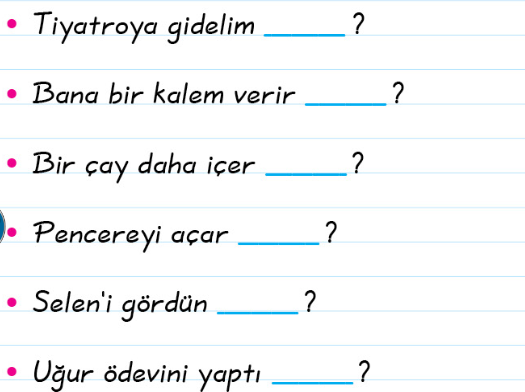 • Tiyatroya gidelim ______ ?
• Bana bir kalem verir ______ ?
• Bir çay daha içer ______ ?
• Pencereyi açar ______ ?
• Selen'i gördün ______ ?
• Uğur ödevini yaptı ______ ?